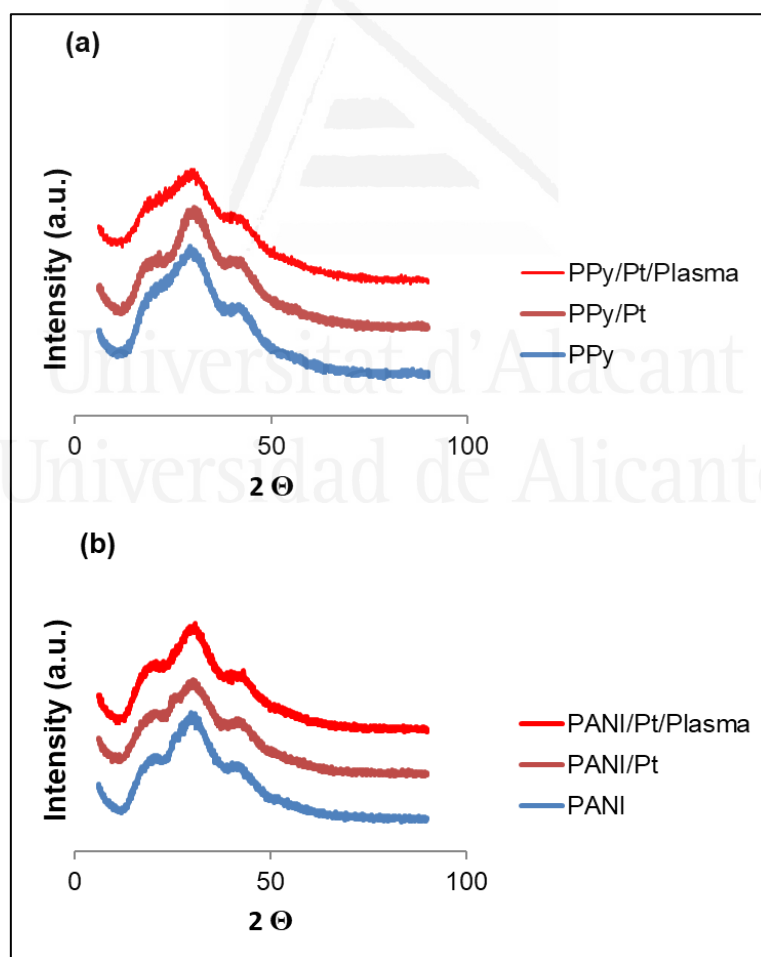 (a)
Intensity (a.u.)
PPy/Pt/Plasma
PPy/Pt
PPy
Universitat d'Alacant
0 50 100
2 Θ
Universidad de Alicante
(b)
Intensity (a.u.)
PANI/Pt/Plasma
PANI/Pt
PANI
0 50 100
2 Θ